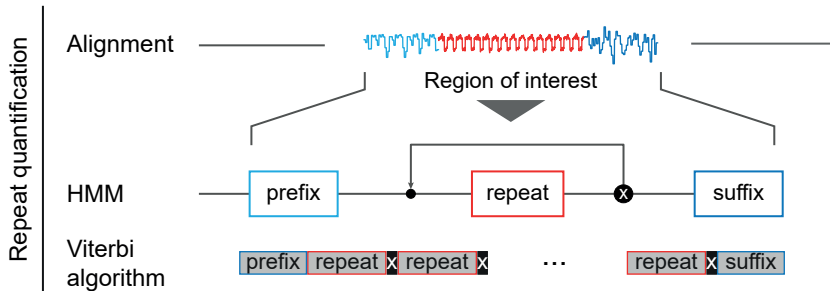 Repeat quantification
Alignment
Region of interest
HMM
prefix
repeat
x
suffix
Viterbi
algorithm
prefix repeat x repeat x ... repeat x suffix